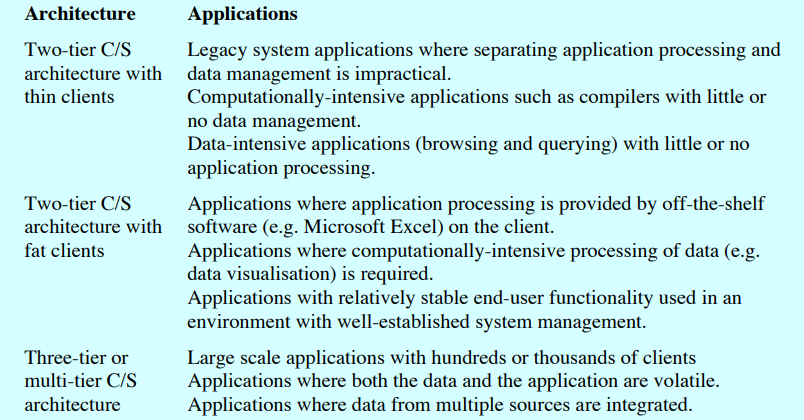 Architecture Applications
Two-tier C/S Legacy system applications where separating application processing and
architecture with data management is impractical.
thin clients Computationally-intensive applications such as compilers with little or
no data management.
Data-intensive applications (browsing and querying) with little or no
application processing.
Two-tier C/S Applications where application processing is provided by off-the-shelf
architecture with software (e.g. Microsoft Excel) on the client.
fat clients Applications where computationally-intensive processing of data (e.g.
data visualisation) is required.
Applications with relatively stable end-user functionality used in an
environment with well-established system management.
Three-tier or Large scale applications with hundreds or thousands of clients
multi-tier C/S Applications where both the data and the application are volatile.
architecture Applications where data from multiple sources are integrated.